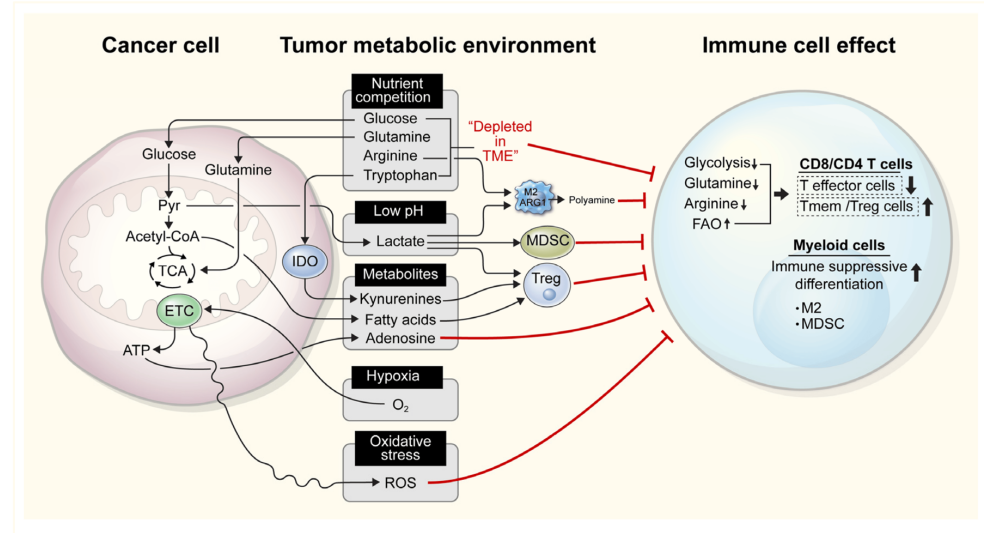 Cancer cell
Tumor metabolic environment
Immune cell effect
Nutrient
competition
Glucose
Glutamine
Arginine
Tryptophan
"Depleted
in
TME"
Glucose
Glutamine
Pyr
Acetyl-CoA
TCA
ETC
ATP
IDO
Low pH
Lactate
Metabolites
Kynurenines
Fatty acids
Adenosine
Hypoxia
O₂
Oxidative
stress
ROS
M2
ARG1
Polyamine
MDSC
Treg
Glycolysis↓
Glutamine↓
Arginine↓
FAO↑
CD8/CD4 T cells
T effector cells ↓
Tmem /Treg cells ↑
Myeloid cells
Immune suppressive
differentiation ↑
·M2
·MDSC